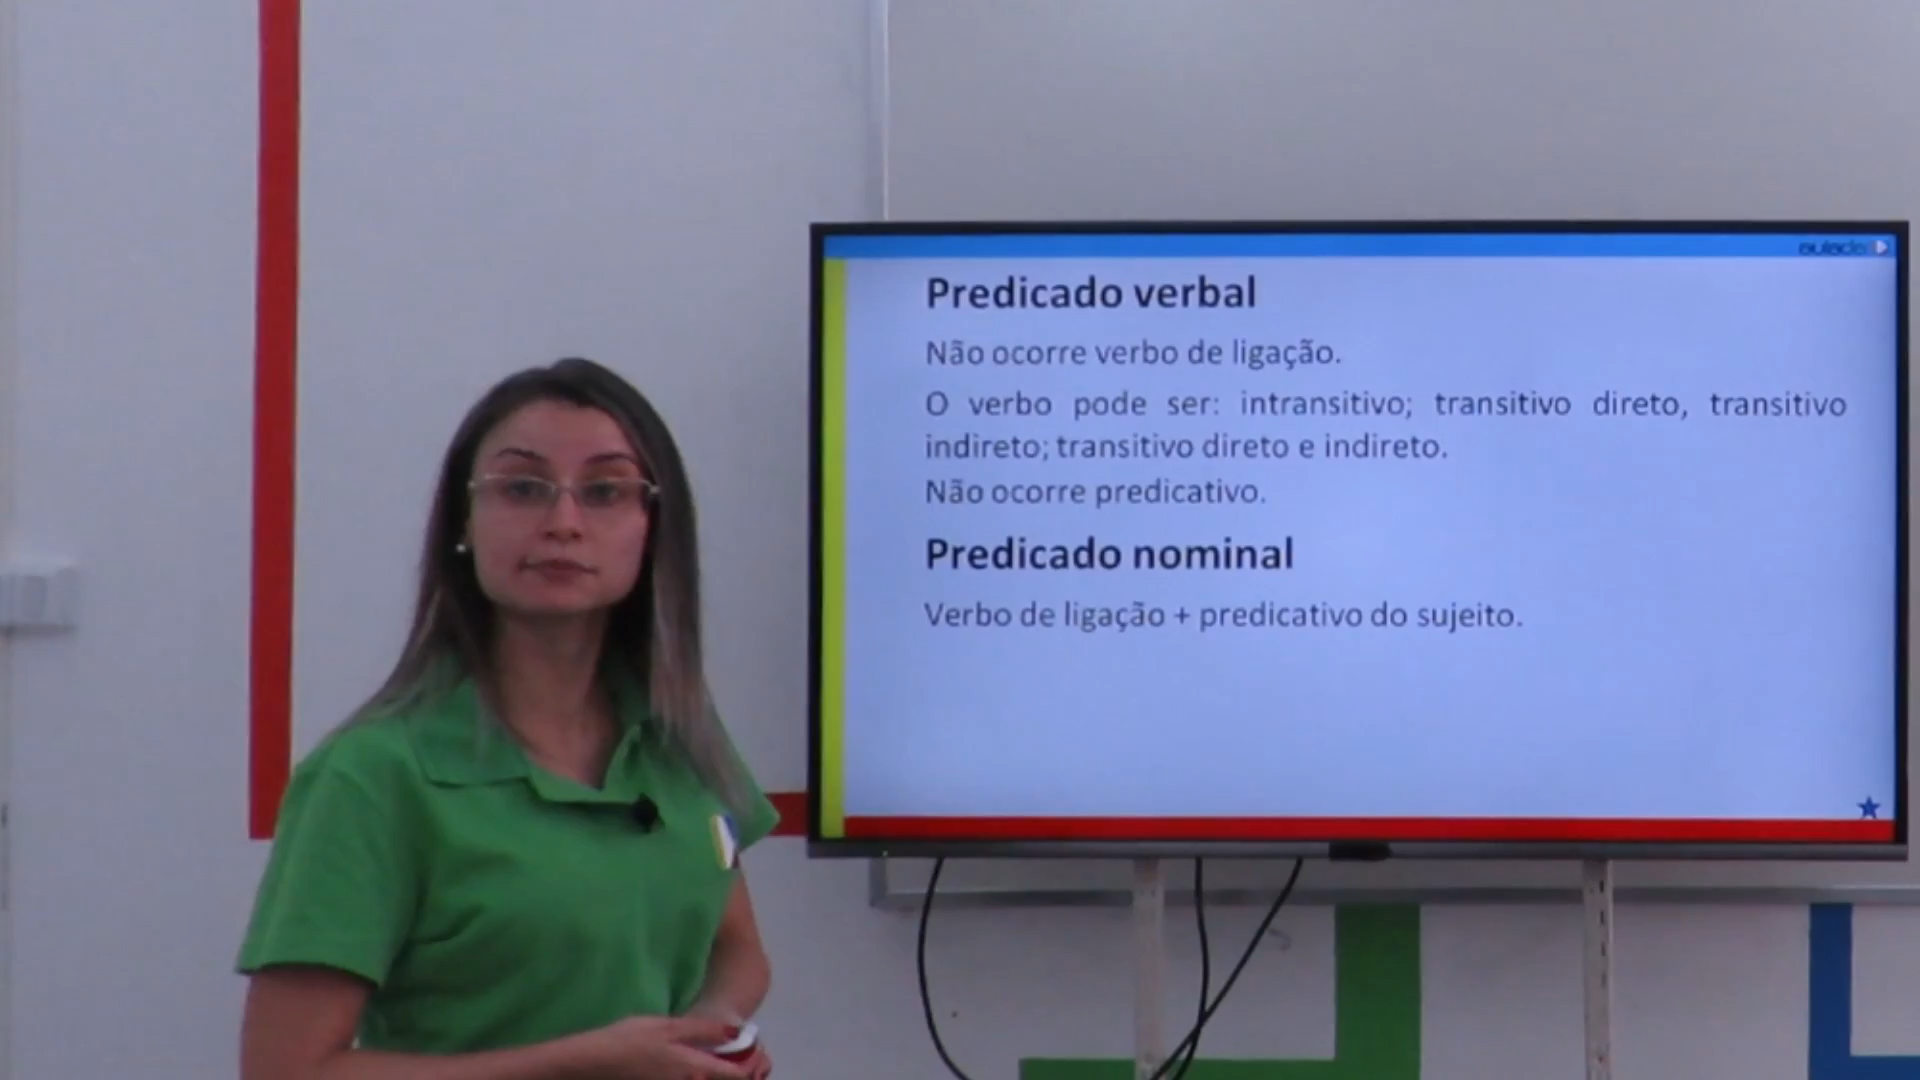 Predicado verbal
Não ocorre verbo de ligação.
O verbo pode ser: intransitivo; transitivo direto, transitivo
indireto; transitivo direto e indireto.
Não ocorre predicativo.
Predicado nominal
Verbo de ligação + predicativo do sujeito.